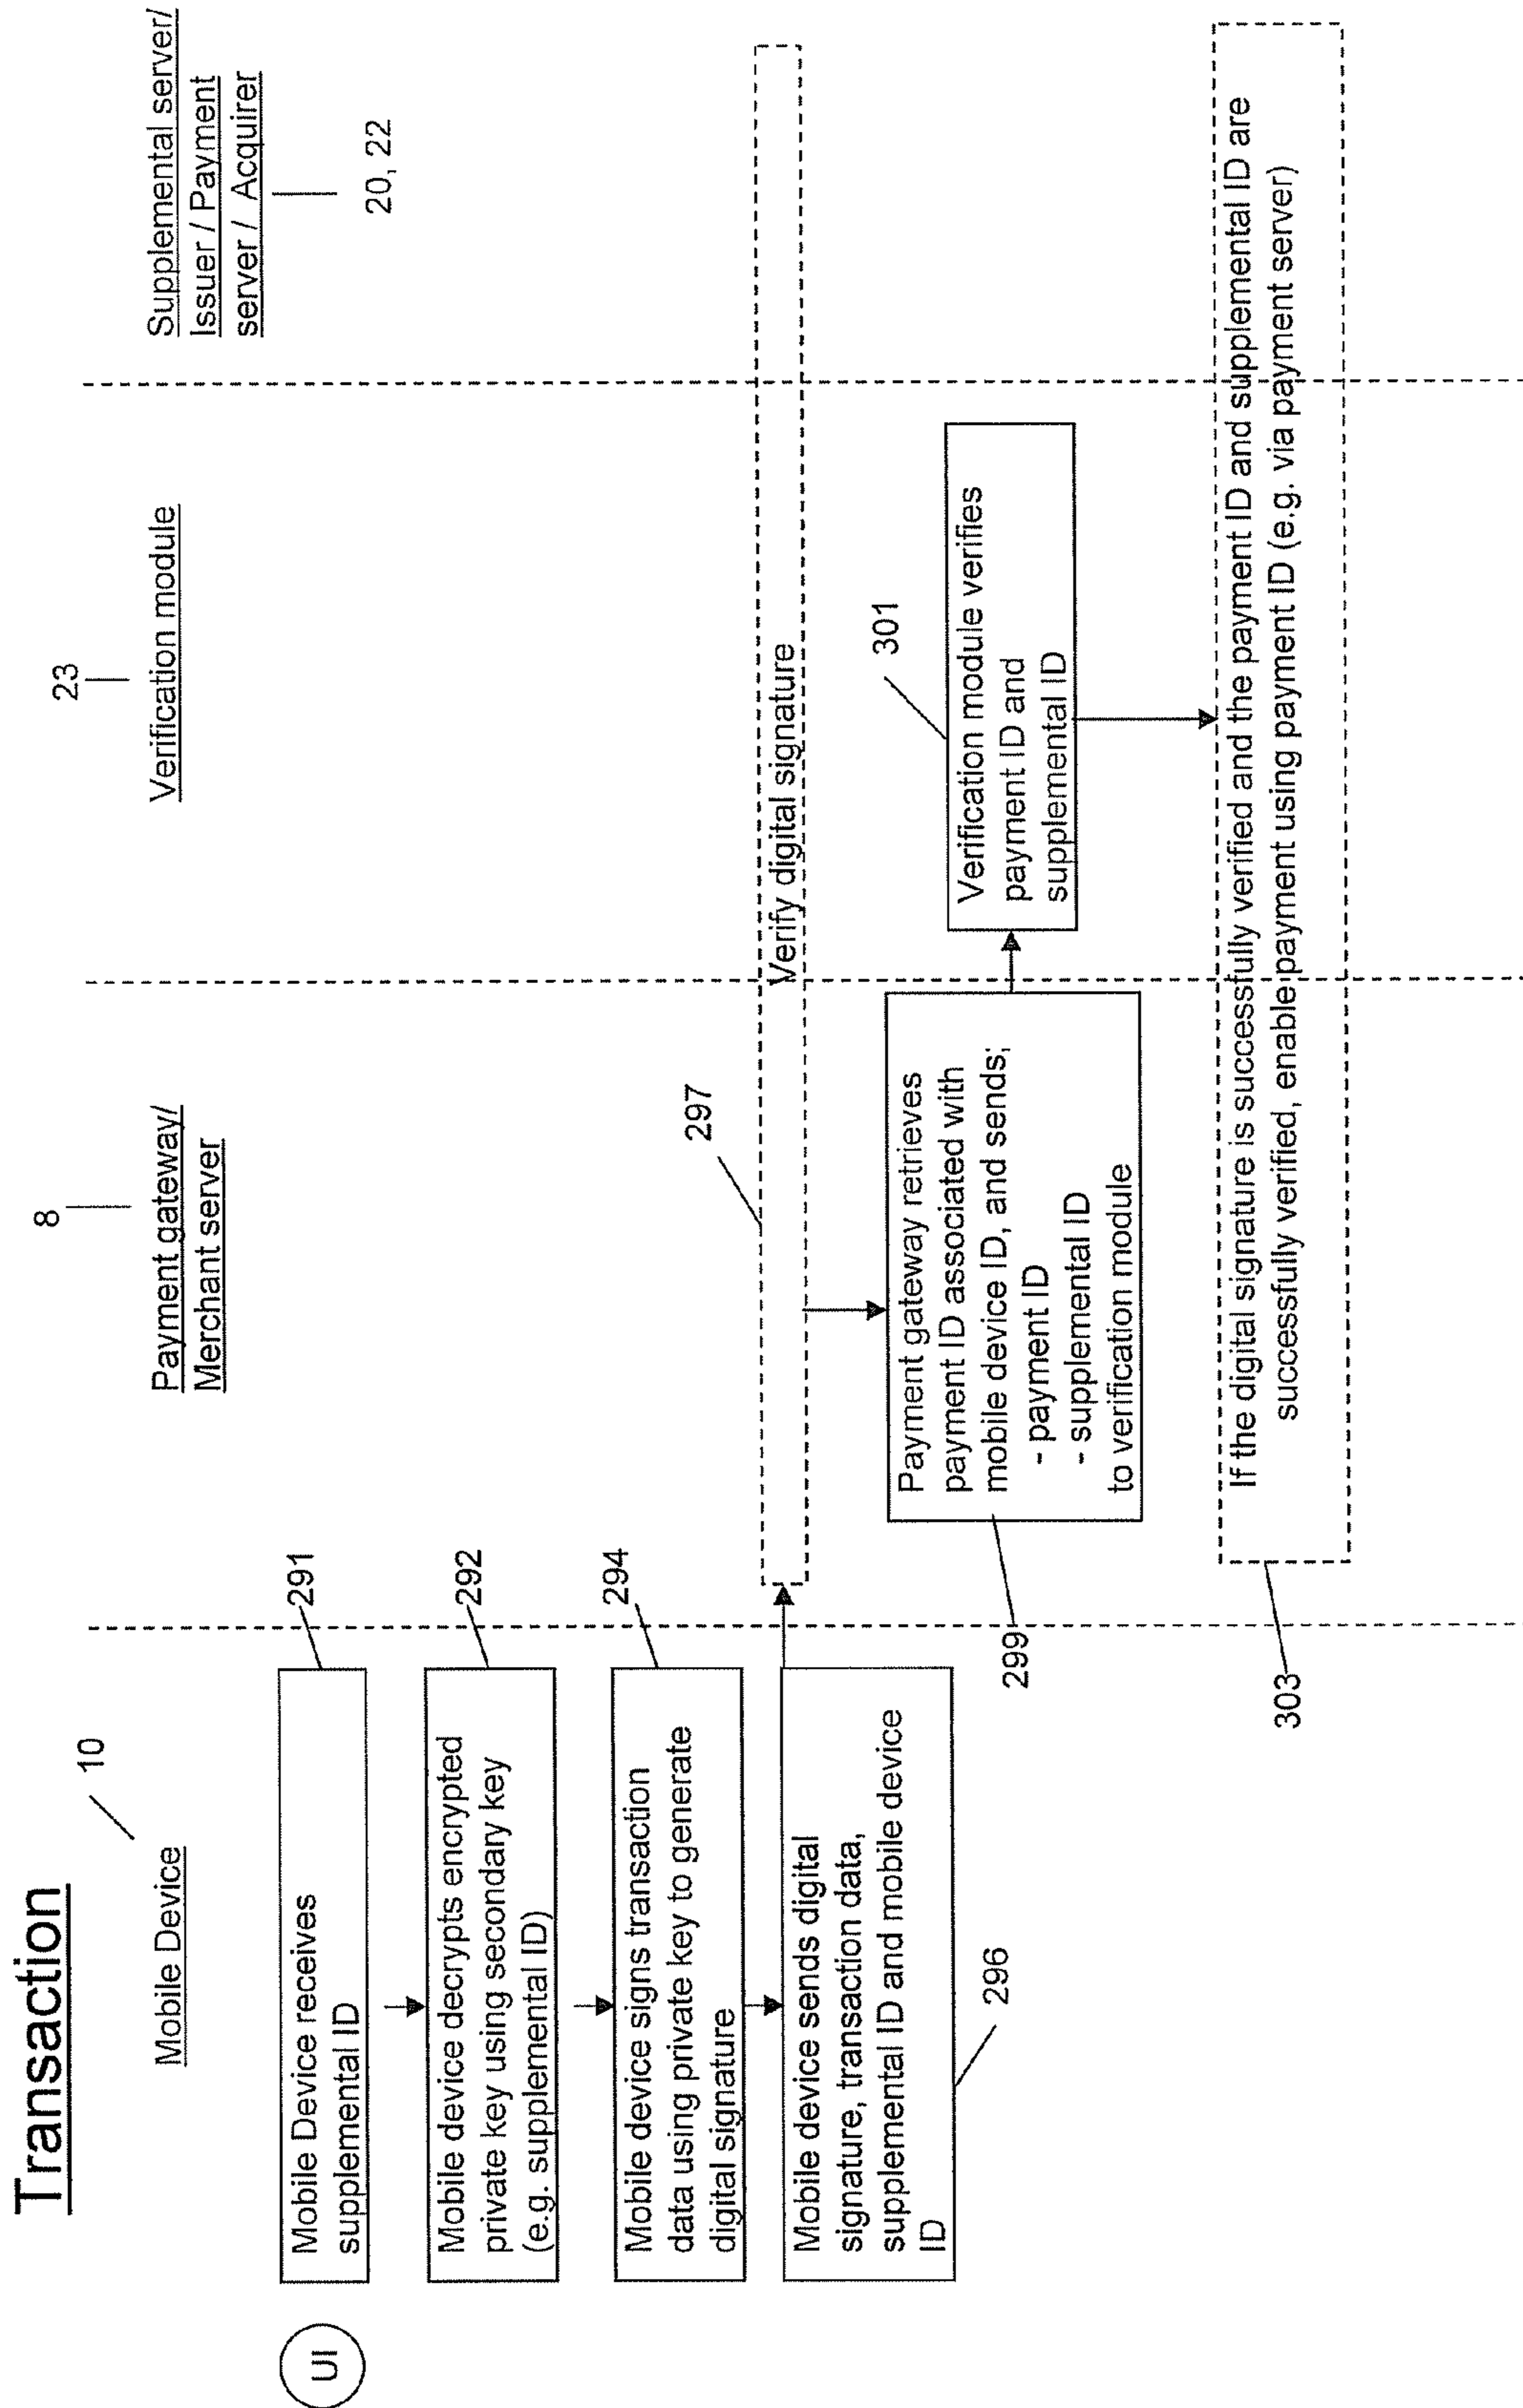 Transaction
10
Mobile Device
8
Payment gateway/
Merchant server
23
Verification module
Supplemental server/
Issuer / Payment
server / Acquirer
20, 22
UI
Mobile Device receives
supplemental ID
291
Mobile device decrypts encrypted
private key using secondary key
(e.g. supplemental ID)
292
Mobile device signs transaction
data using private key to generate
digital signature
294
Mobile device sends digital
signature, transaction data,
supplemental ID and mobile device
ID
296
297
Verify digital signature
Payment gateway retrieves
payment ID associated with
mobile device ID, and sends;
- payment ID
- supplemental ID
to verification module
299
301
Verification module verifies
payment ID and
supplemental ID
If the digital signature is successfully verified and the payment ID and supplemental ID are
successfully verified, enable payment using payment ID (e.g. via payment server)
303